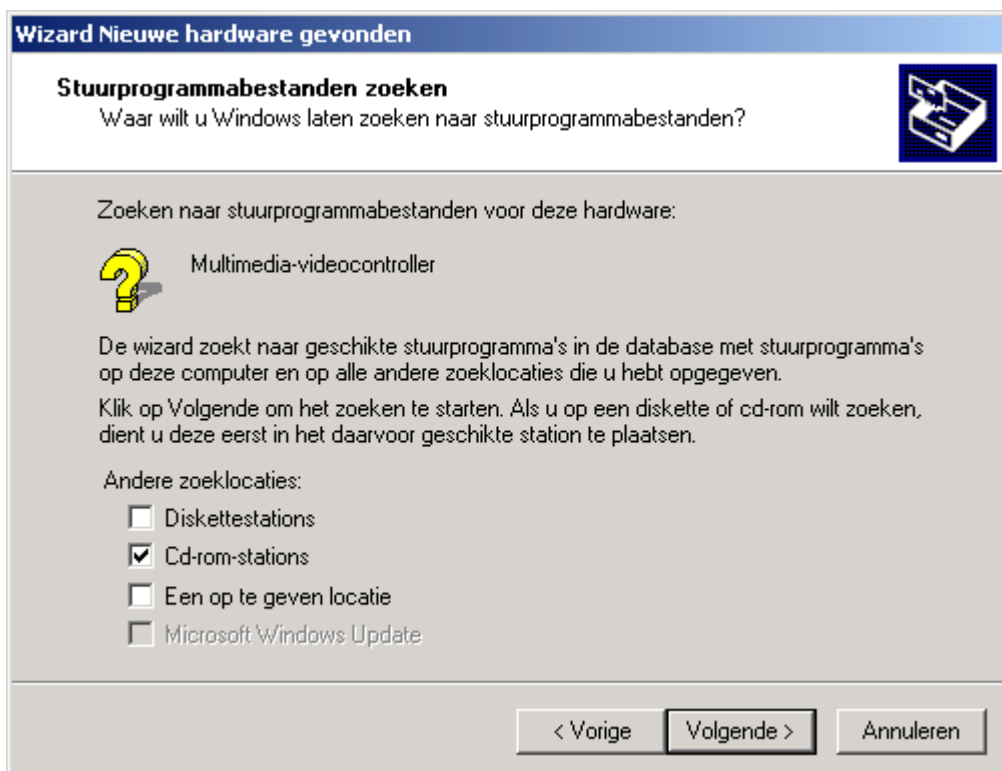 Wizard Nieuwe hardware gevonden
Stuurprogrammabestanden zoeken
Waar wilt u Windows laten zoeken naar stuurprogrammabestanden?
Zoeken naar stuurprogrammabestanden voor deze hardware:
Multimedia-videocontroller
De wizard zoekt naar geschikte stuurprogramma's in de database met stuurprogramma's
op deze computer en op alle andere zoeklocaties die u hebt opgegeven.
Klik op Volgende om het zoeken te starten. Als u op een diskette of cd-rom wilt zoeken,
dient u deze eerst in het daarvoor geschikte station te plaatsen.
Andere zoeklocaties:
Diskettestations
Cd-rom-stations
Een op te geven locatie
Microsoft Windows Update
< Vorige Volgende > Annuleren